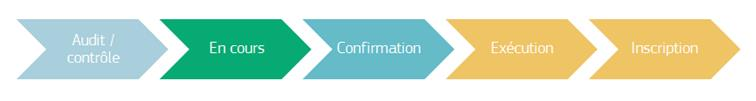 Audit /
contrôle
En cours
Confirmation
Exécution
Inscription